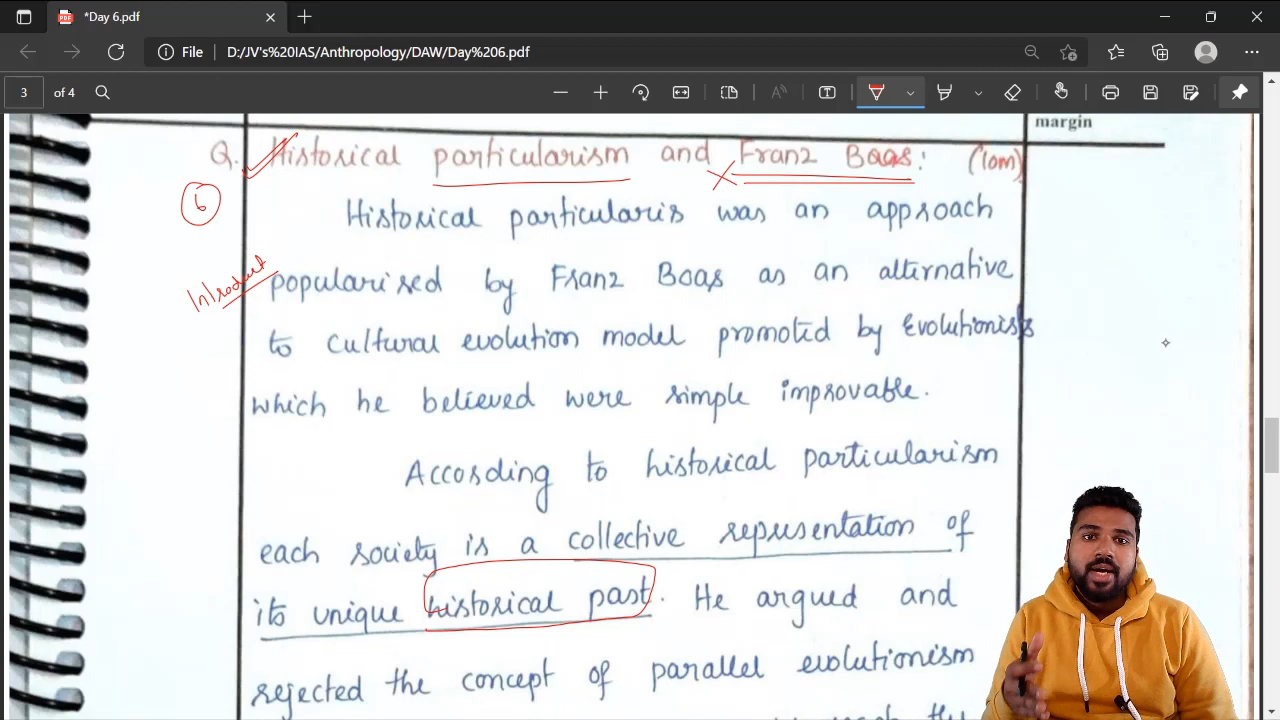 *Day 6.pdf
File
D:/JV's%20IAS/Anthropology/DAW/Day%206.pdf
3 of 4
margin
Q. Historical particularism and Franz Boas: (10m)
6
Historical particularis was an approach
Introduct
popularised by Franz Boas as an alternative
to cultural evolution model promoted by Evolutionists
which he believed were simple improvable.
According to historical particularism
each society is a collective representation of
its unique historical past. He argued and
rejected the concept of parallel evolutionism